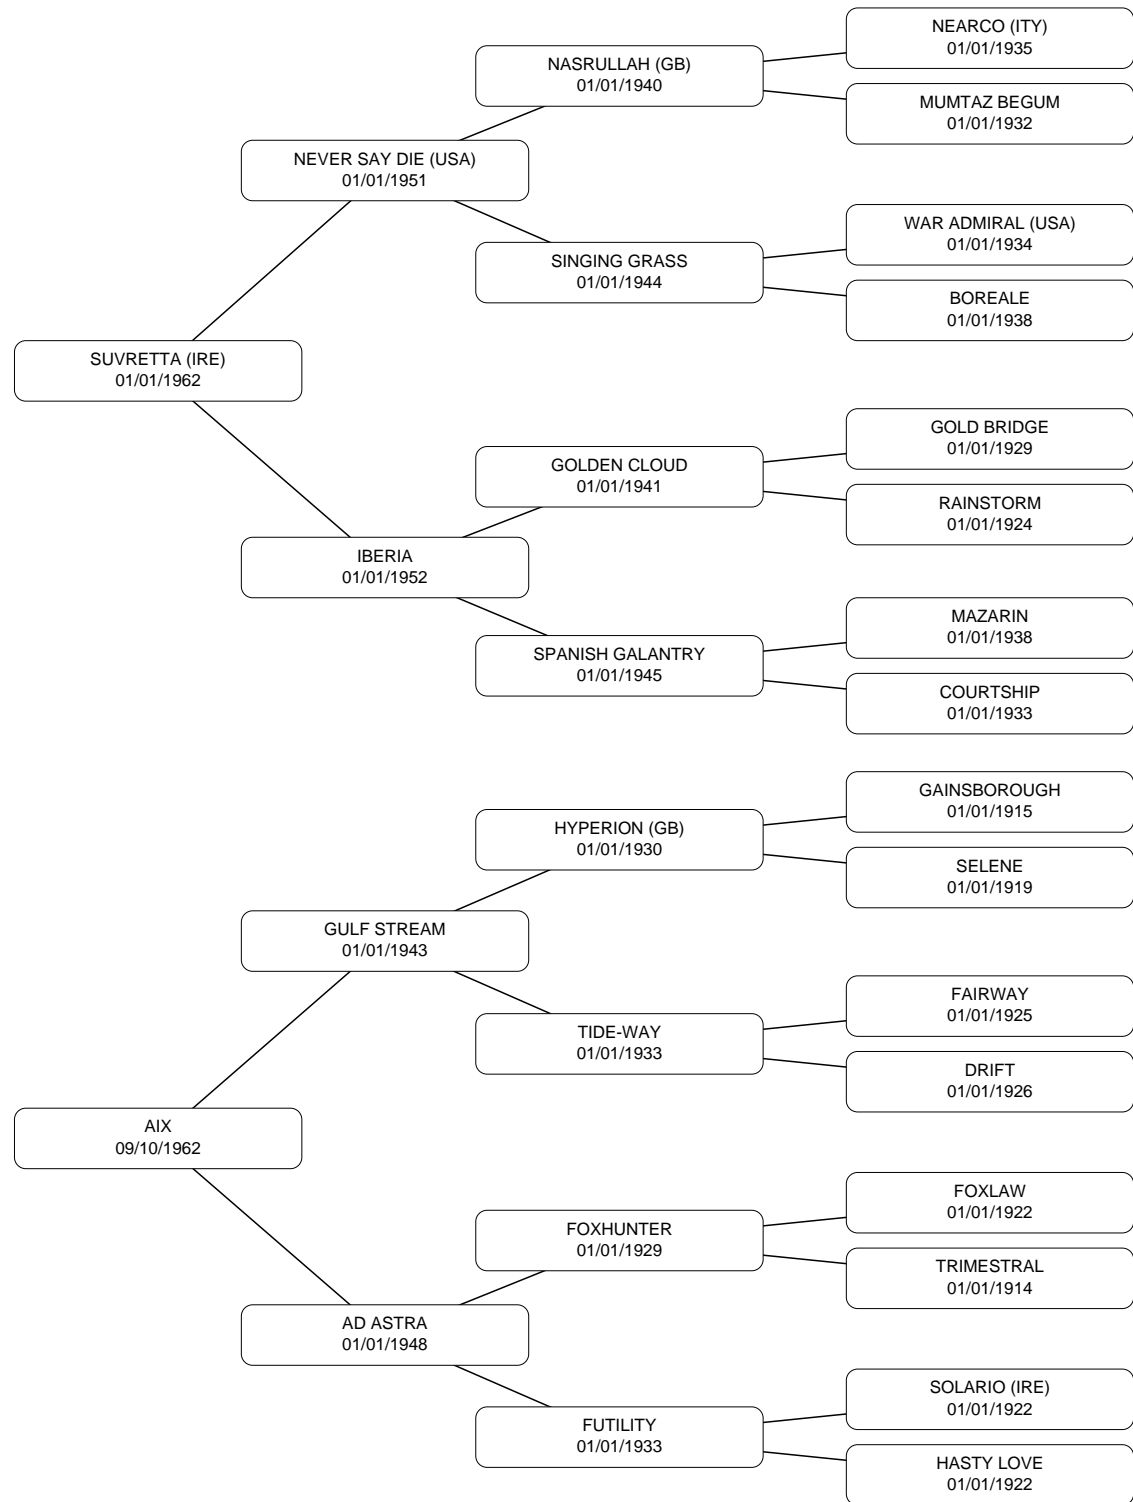 NEARCO (ITY)
01/01/1935
NASRULLAH (GB)
01/01/1940
MUMTAZ BEGUM
01/01/1932
NEVER SAY DIE (USA)
01/01/1951
WAR ADMIRAL (USA)
01/01/1934
SINGING GRASS
01/01/1944
BOREALE
01/01/1938
SUVRETTA (IRE)
01/01/1962
GOLD BRIDGE
01/01/1929
GOLDEN CLOUD
01/01/1941
RAINSTORM
01/01/1924
IBERIA
01/01/1952
MAZARIN
01/01/1938
SPANISH GALANTRY
01/01/1945
COURTSHIP
01/01/1933
GAINSBOROUGH
01/01/1915
HYPERION (GB)
01/01/1930
SELENE
01/01/1919
GULF STREAM
01/01/1943
FAIRWAY
01/01/1925
TIDE-WAY
01/01/1933
DRIFT
01/01/1926
AIX
09/10/1962
FOXLAW
01/01/1922
FOXHUNTER
01/01/1929
TRIMESTRAL
01/01/1914
AD ASTRA
01/01/1948
SOLARIO (IRE)
01/01/1922
FUTILITY
01/01/1933
HASTY LOVE
01/01/1922